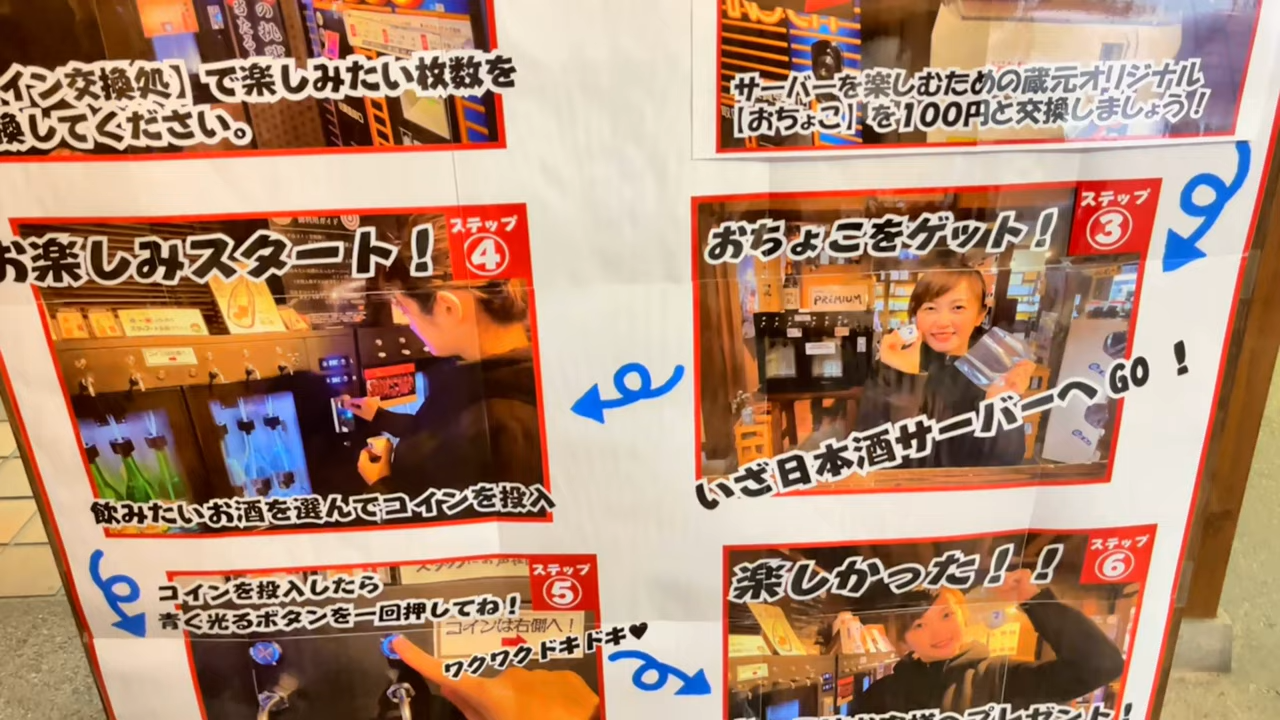 イン交換処】で楽しみたい枚数を
換してください。
サーバーを楽しむための蔵元オリジナル
【おちょこ】を100円と交換しましょう！
ステップ
③
おちょこをゲット！
PREMIUM
いざ日本酒サーバーへGO！
ステップ
④
お楽しみスタート！
飲みたいお酒を選んでコインを投入
ステップ
⑤
コインを投入したら
青く光るボタンを一回押してね！
コインは右側へ！
ワクワクドキドキ♥
ステップ
⑥
楽しかった！！
プレゼント！